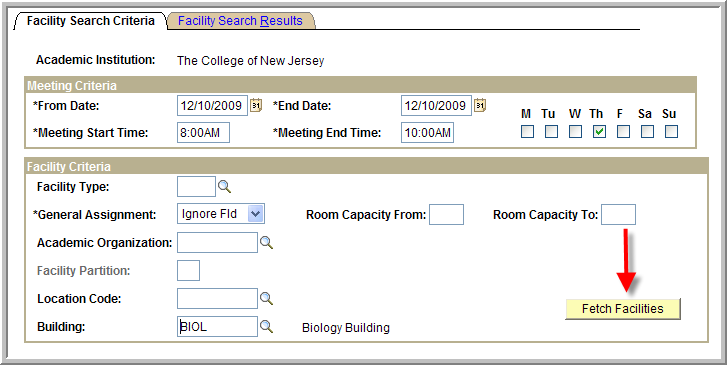 Facility Search Criteria Facility Search Results
Academic Institution: The College of New Jersey
Meeting Criteria
*From Date: 12/10/2009 31 *End Date: 12/10/2009 31
M Tu W Th F Sa Su
*Meeting Start Time: 8:00AM *Meeting End Time: 10:00AM
Facility Criteria
Facility Type:
*General Assignment: Ignore Fld Room Capacity From: Room Capacity To:
Academic Organization:
Facility Partition:
Location Code:
Fetch Facilities
Building: BIOL Biology Building